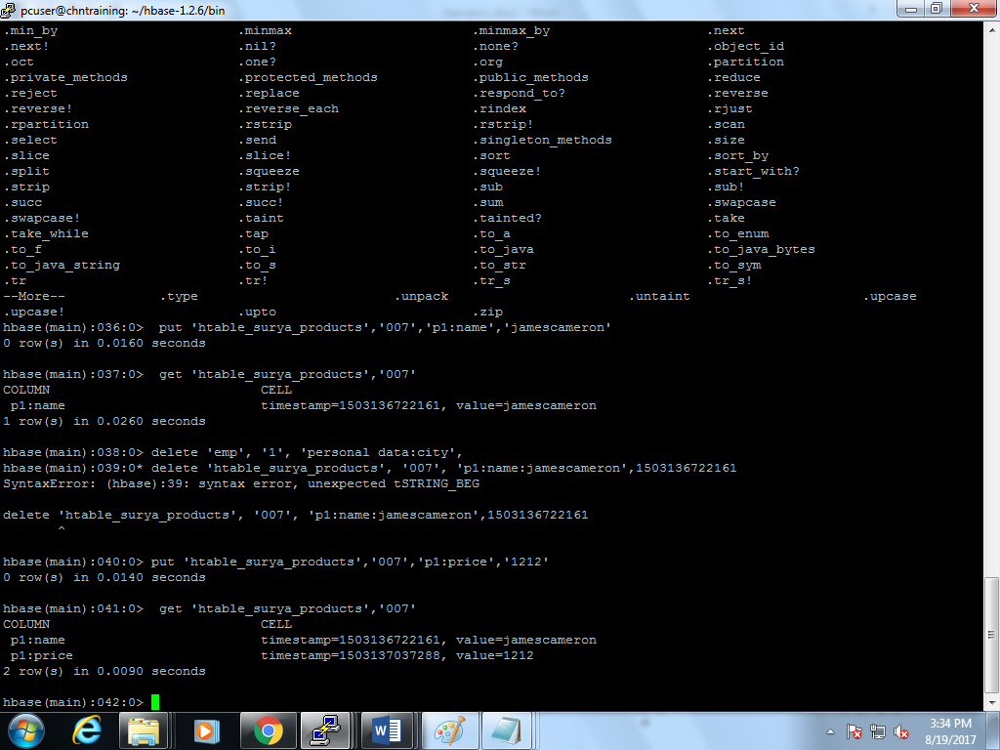 pcuser@chntraining: ~/hbase-1.2.6/bin
.min_by .minmax .minmax_by .next
.next! .nil? .none? .object_id
.oct .one? .org .partition
.private_methods .protected_methods .public_methods .reduce
.reject .replace .respond_to? .reverse
.reverse! .reverse_each .rindex .rjust
.rpartition .rstrip .rstrip! .scan
.select .send .singleton_methods .size
.slice .slice! .sort .sort_by
.split .squeeze .squeeze! .start_with?
.strip .strip! .sub .sub!
.succ .succ! .sum .swapcase
.swapcase! .taint .tainted? .take
.take_while .tap .to_a .to_enum
.to_f .to_i .to_java .to_java_bytes
.to_java_string .to_s .to_str .to_sym
.tr .tr! .tr_s .tr_s!
--More-- .type .unpack .untaint .upcase
.upcase! .upto .zip
hbase(main):036:0> put 'htable_surya_products','007','p1:name','jamescameron'
0 row(s) in 0.0160 seconds
hbase(main):037:0> get 'htable_surya_products','007'
COLUMN CELL
p1:name timestamp=1503136722161, value=jamescameron
1 row(s) in 0.0260 seconds
hbase(main):038:0> delete 'emp', '1', 'personal data:city',
hbase(main):039:0* delete 'htable_surya_products', '007', 'p1:name:jamescameron',1503136722161
SyntaxError: (hbase):39: syntax error, unexpected tSTRING_BEG
delete 'htable_surya_products', '007', 'p1:name:jamescameron',1503136722161
^
hbase(main):040:0> put 'htable_surya_products','007','p1:price','1212'
0 row(s) in 0.0140 seconds
hbase(main):041:0> get 'htable_surya_products','007'
COLUMN CELL
p1:name timestamp=1503136722161, value=jamescameron
p1:price timestamp=1503137037288, value=1212
2 row(s) in 0.0090 seconds
hbase(main):042:0>
3:34 PM
8/19/2017